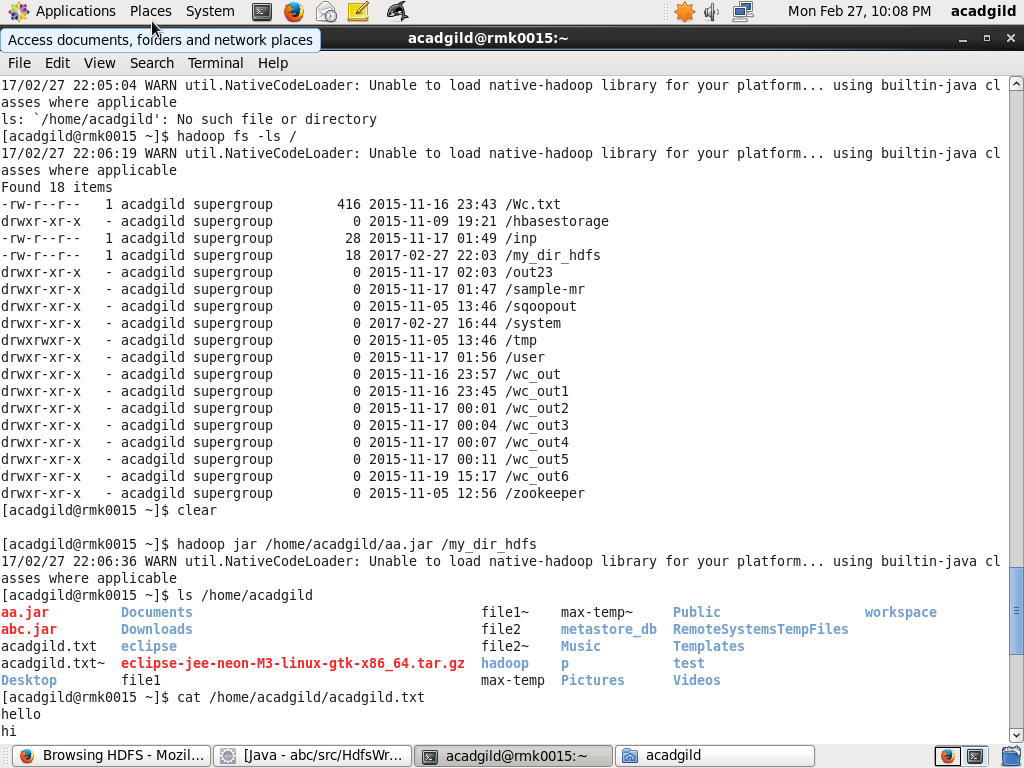 Applications Places System Mon Feb 27, 10:08 PM acadgild
Access documents, folders and network places
acadgild@rmk0015:~
File Edit View Search Terminal Help
17/02/27 22:05:04 WARN util.NativeCodeLoader: Unable to load native-hadoop library for your platform... using builtin-java cl
asses where applicable
ls: `/home/acadgild': No such file or directory
[acadgild@rmk0015 ~]$ hadoop fs -ls /
17/02/27 22:06:19 WARN util.NativeCodeLoader: Unable to load native-hadoop library for your platform... using builtin-java cl
asses where applicable
Found 18 items
-rw-r--r--   1 acadgild supergroup        416 2015-11-16 23:43 /Wc.txt
drwxr-xr-x   - acadgild supergroup          0 2015-11-09 19:21 /hbasestorage
-rw-r--r--   1 acadgild supergroup         28 2015-11-17 01:49 /inp
-rw-r--r--   1 acadgild supergroup         18 2017-02-27 22:03 /my_dir_hdfs
drwxr-xr-x   - acadgild supergroup          0 2015-11-17 02:03 /out23
drwxr-xr-x   - acadgild supergroup          0 2015-11-17 01:47 /sample-mr
drwxr-xr-x   - acadgild supergroup          0 2015-11-05 13:46 /sqoopout
drwxr-xr-x   - acadgild supergroup          0 2017-02-27 16:44 /system
drwxrwxr-x   - acadgild supergroup          0 2015-11-05 13:46 /tmp
drwxr-xr-x   - acadgild supergroup          0 2015-11-17 01:56 /user
drwxr-xr-x   - acadgild supergroup          0 2015-11-16 23:57 /wc_out
drwxr-xr-x   - acadgild supergroup          0 2015-11-16 23:45 /wc_out1
drwxr-xr-x   - acadgild supergroup          0 2015-11-17 00:01 /wc_out2
drwxr-xr-x   - acadgild supergroup          0 2015-11-17 00:04 /wc_out3
drwxr-xr-x   - acadgild supergroup          0 2015-11-17 00:07 /wc_out4
drwxr-xr-x   - acadgild supergroup          0 2015-11-17 00:11 /wc_out5
drwxr-xr-x   - acadgild supergroup          0 2015-11-19 15:17 /wc_out6
drwxr-xr-x   - acadgild supergroup          0 2015-11-05 12:56 /zookeeper
[acadgild@rmk0015 ~]$ clear
[acadgild@rmk0015 ~]$ hadoop jar /home/acadgild/aa.jar /my_dir_hdfs
17/02/27 22:06:36 WARN util.NativeCodeLoader: Unable to load native-hadoop library for your platform... using builtin-java cl
asses where applicable
[acadgild@rmk0015 ~]$ ls /home/acadgild
aa.jar Documents file1~ max-temp~ Public workspace
abc.jar Downloads file2 metastore_db RemoteSystemsTempFiles
acadgild.txt eclipse file2~ Music Templates
acadgild.txt~ eclipse-jee-neon-M3-linux-gtk-x86_64.tar.gz hadoop p test
Desktop file1 max-temp Pictures Videos
[acadgild@rmk0015 ~]$ cat /home/acadgild/acadgild.txt
hello
hi
Browsing HDFS - Mozil... [Java - abc/src/HdfsWr... acadgild@rmk0015:~ acadgild